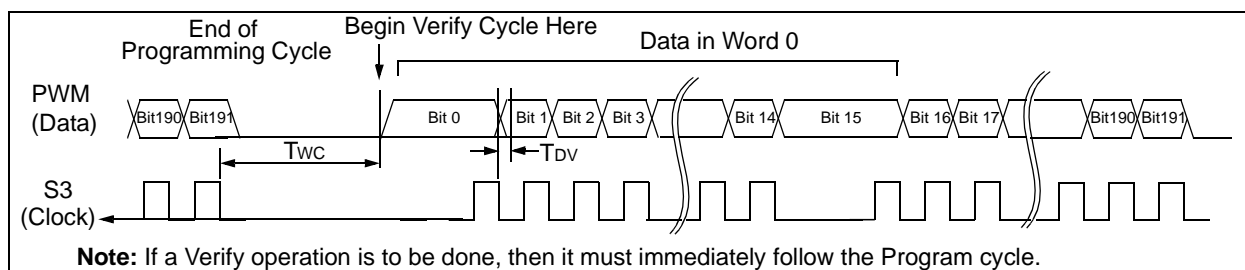 End of
Programming Cycle
Begin Verify Cycle Here
Data in Word 0
PWM
(Data)
Bit190 Bit191 Bit 0 Bit 1 Bit 2 Bit 3 Bit 14 Bit 15 Bit 16 Bit 17 Bit190 Bit191
TWC
TDV
S3
(Clock)
Note: If a Verify operation is to be done, then it must immediately follow the Program cycle.